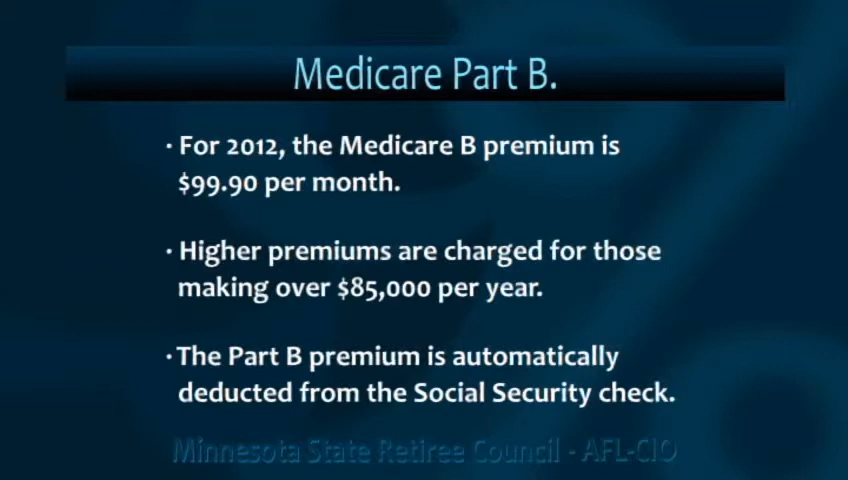 Medicare Part B.
· For 2012, the Medicare B premium is
$99.90 per month.
· Higher premiums are charged for those
making over $85,000 per year.
· The Part B premium is automatically
deducted from the Social Security check.
Minnesota State Retiree Council - AFL-CIO